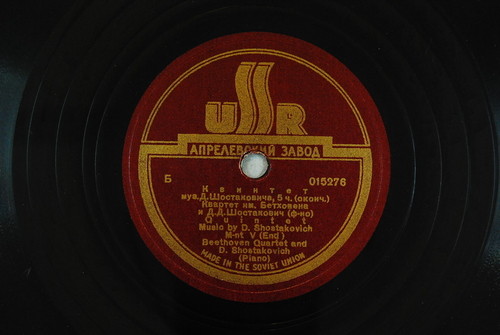 USSR
АПРЕЛЕВСКИЙ ЗАВОД
Б 015276
Квинтет
муз. Д. Шостаковича, 5 ч. (оконч.)
Квартет им. Бетховена
и Д.Д. Шостакович (ф-но)
Quintet
Music by D. Shostakovich
M-nt V (End)
Beethoven Quartet and
D. Shostakovich
(Piano)
MADE IN THE SOVIET UNION